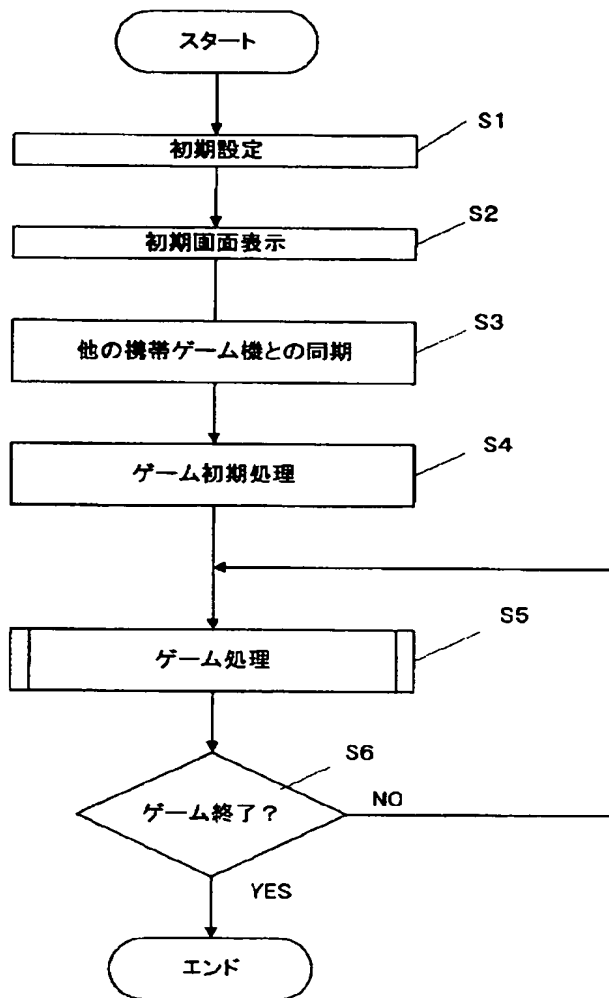 スタート
S1
初期設定
S2
初期画面表示
S3
他の携帯ゲーム機との同期
S4
ゲーム初期処理
S5
ゲーム処理
S6
ゲーム終了？
NO
YES
エンド